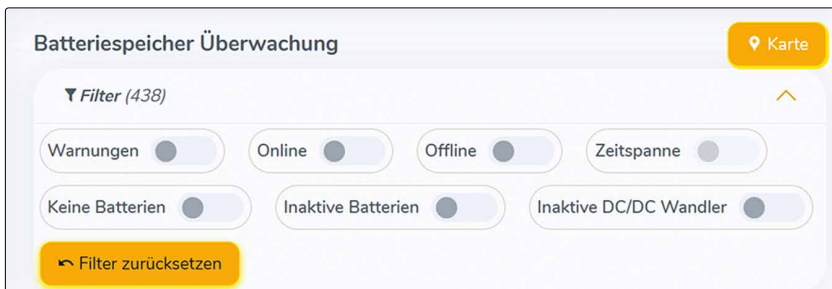 Batteriespeicher Überwachung
Karte
Filter (438)
Warnungen Online Offline Zeitspanne
Keine Batterien Inaktive Batterien Inaktive DC/DC Wandler
Filter zurücksetzen